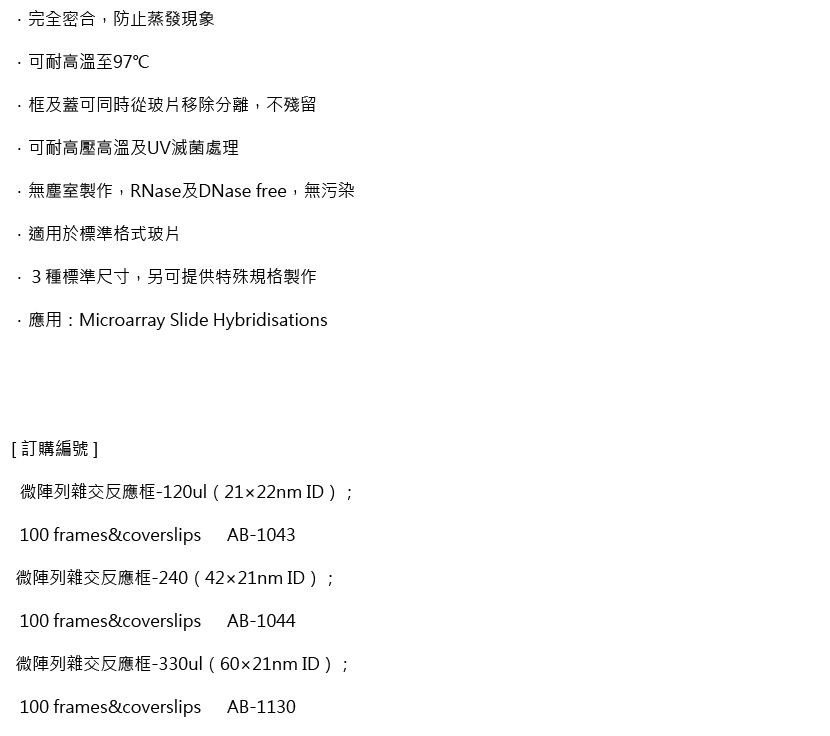 ．完全密合，防止蒸發現象
．可耐高溫至97℃
．框及蓋可同時從玻片移除分離，不殘留
．可耐高壓高溫及UV滅菌處理
．無塵室製作，RNase及DNase free，無污染
．適用於標準格式玻片
．３種標準尺寸，另可提供特殊規格製作
．應用：Microarray Slide Hybridisations
[ 訂購編號 ]
微陣列雜交反應框-120ul（21×22nm ID）；
100 frames&coverslips AB-1043
微陣列雜交反應框-240（42×21nm ID）；
100 frames&coverslips AB-1044
微陣列雜交反應框-330ul（60×21nm ID）；
100 frames&coverslips AB-1130